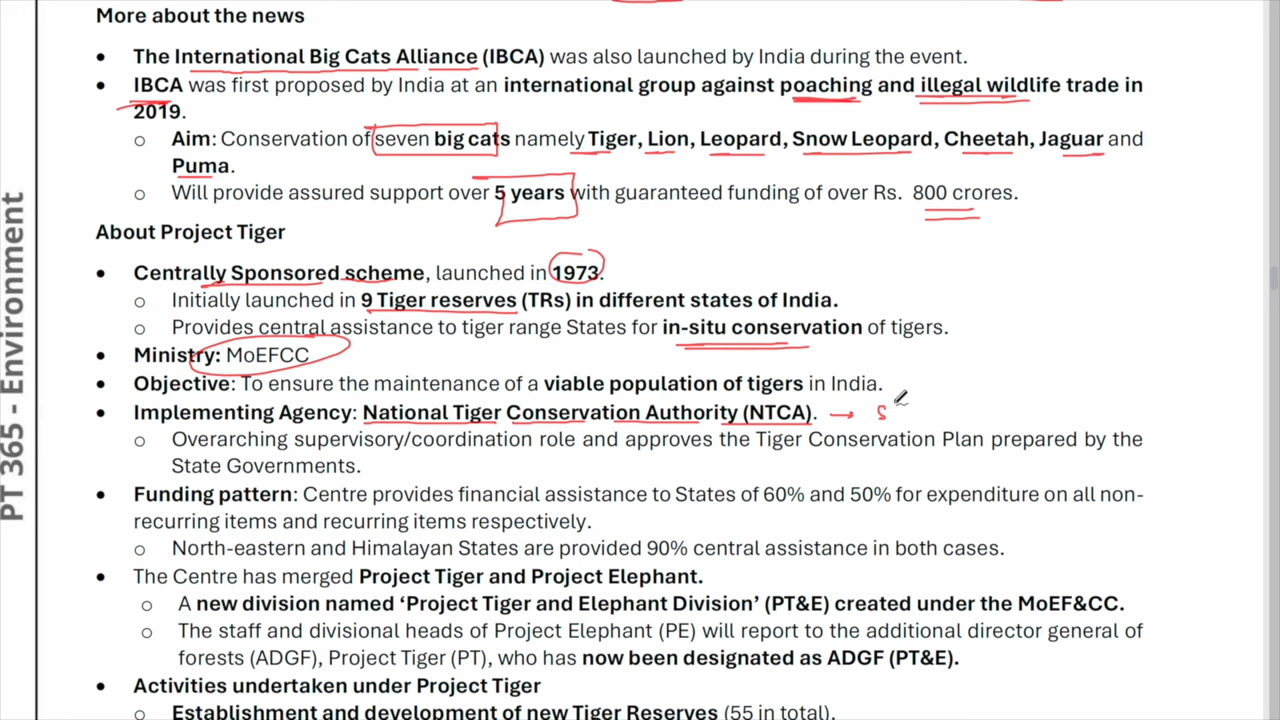 More about the news
• The International Big Cats Alliance (IBCA) was also launched by India during the event.
• IBCA was first proposed by India at an international group against poaching and illegal wildlife trade in
2019.
o Aim: Conservation of seven big cats namely Tiger, Lion, Leopard, Snow Leopard, Cheetah, Jaguar and
Puma.
o Will provide assured support over 5 years with guaranteed funding of over Rs. 800 crores.
About Project Tiger
• Centrally Sponsored scheme, launched in 1973.
o Initially launched in 9 Tiger reserves (TRs) in different states of India.
o Provides central assistance to tiger range States for in-situ conservation of tigers.
• Ministry: MoEFCC
• Objective: To ensure the maintenance of a viable population of tigers in India.
• Implementing Agency: National Tiger Conservation Authority (NTCA). → S
o Overarching supervisory/coordination role and approves the Tiger Conservation Plan prepared by the
State Governments.
• Funding pattern: Centre provides financial assistance to States of 60% and 50% for expenditure on all non-
recurring items and recurring items respectively.
o North-eastern and Himalayan States are provided 90% central assistance in both cases.
• The Centre has merged Project Tiger and Project Elephant.
o A new division named ‘Project Tiger and Elephant Division’ (PT&E) created under the MoEF&CC.
o The staff and divisional heads of Project Elephant (PE) will report to the additional director general of
forests (ADGF), Project Tiger (PT), who has now been designated as ADGF (PT&E).
• Activities undertaken under Project Tiger
o Establishment and development of new Tiger Reserves (55 in total).
PT 365 - Environment